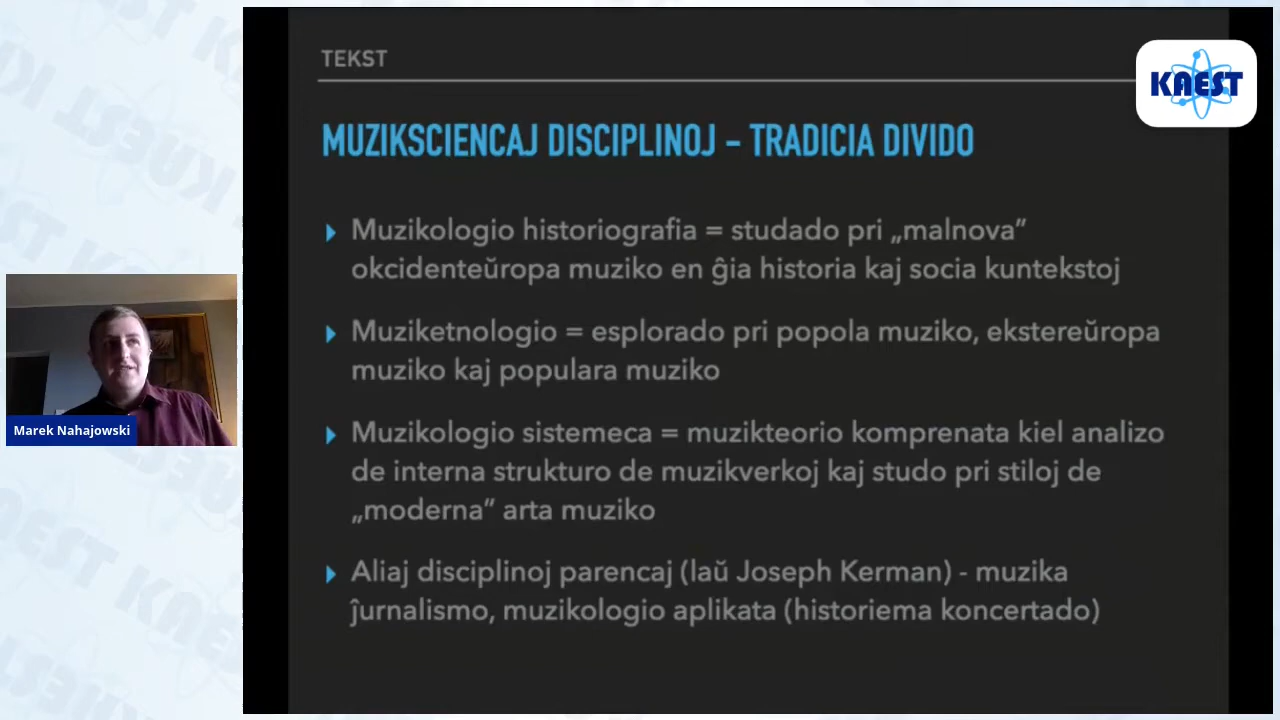 TEKST
KAEST
MUZIKSCIENCAJ DISCIPLINOJ – TRADICIA DIVIDO
Muzikologio historiografia = studado pri „malnova”
okcidenteŭropa muziko en ĝia historia kaj socia kuntekstoj
Muziketnologio = esplorado pri popola muziko, ekstereŭropa
muziko kaj populara muziko
Muzikologio sistemeca = muzikteorio komprenata kiel analizo
de interna strukturo de muzikverkoj kaj studo pri stiloj de
„moderna” arta muziko
Aliaj disciplinoj parencaj (laŭ Joseph Kerman) - muzika
ĵurnalismo, muzikologio aplikata (historiema koncertado)
Marek Nahajowski